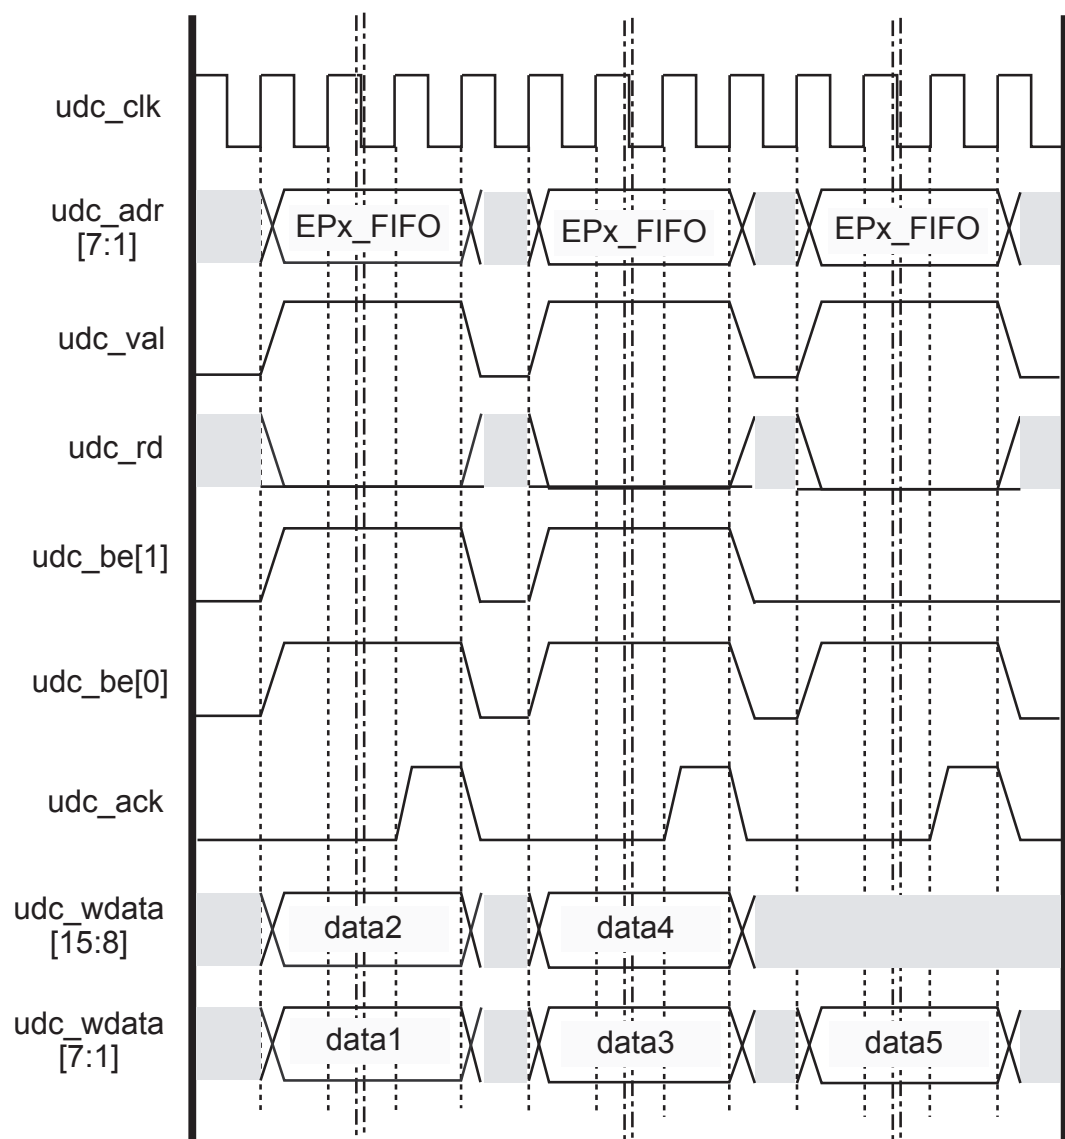 udc_clk
udc_adr
[7:1]
EPx_FIFO
EPx_FIFO
EPx_FIFO
udc_val
udc_rd
udc_be[1]
udc_be[0]
udc_ack
udc_wdata
[15:8]
data2
data4
udc_wdata
[7:1]
data1
data3
data5